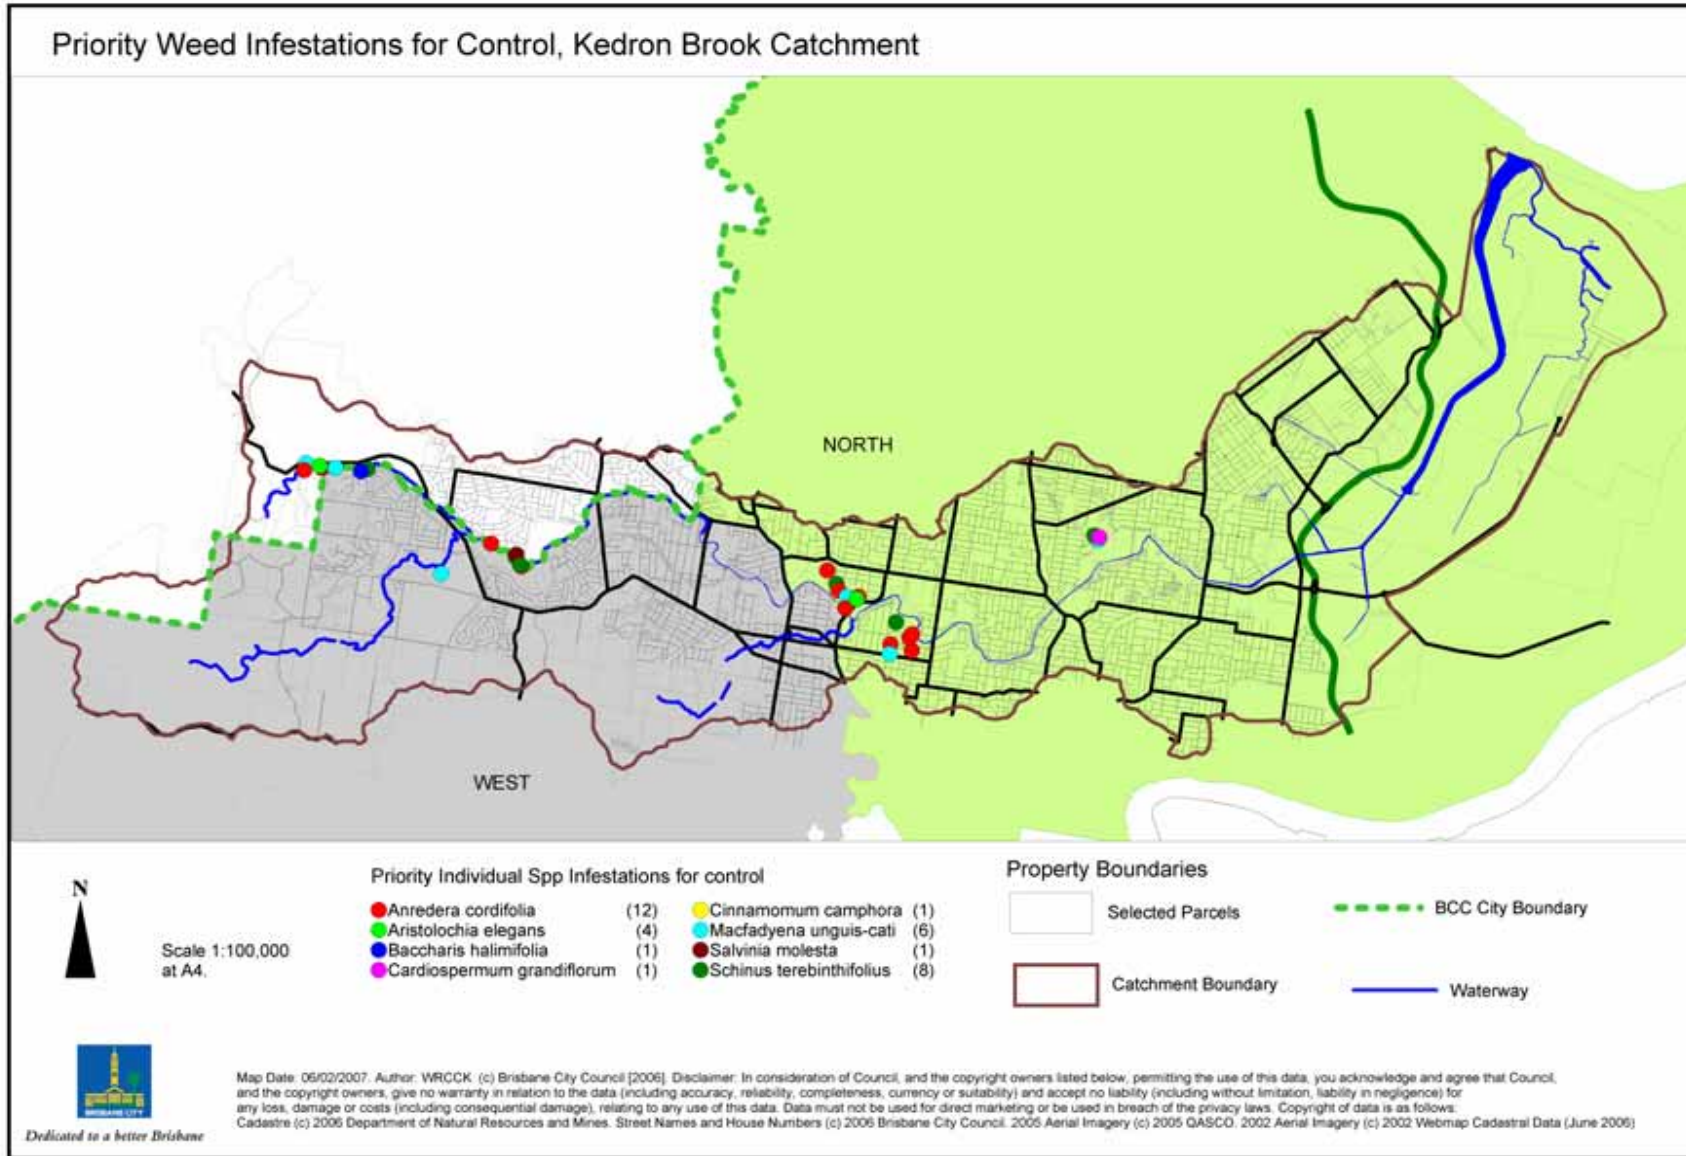 Priority Weed Infestations for Control, Kedron Brook Catchment
NORTH
WEST
N
Scale 1:100,000
at A4.
Priority Individual Spp Infestations for control
Anredera cordifolia (12)
Aristolochia elegans (4)
Baccharis halimifolia (1)
Cardiospermum grandiflorum (1)
Cinnamomum camphora (1)
Macfadyena unguis-cati (6)
Salvinia molesta (1)
Schinus terebinthifolius (8)
Property Boundaries
Selected Parcels
Catchment Boundary
BCC City Boundary
Waterway
BRISBANE CITY
Dedicated to a better Brisbane
Map Date: 06/02/2007. Author: WRCCK. (c) Brisbane City Council [2006]. Disclaimer: In consideration of Council, and the copyright owners listed below, permitting the use of this data, you acknowledge and agree that Council,
and the copyright owners, give no warranty in relation to the data (including accuracy, reliability, completeness, currency or suitability) and accept no liability (including without limitation, liability in negligence) for
any loss, damage or costs (including consequential damage), relating to any use of this data. Data must not be used for direct marketing or be used in breach of the privacy laws. Copyright of data is as follows:
Cadastre (c) 2006 Department of Natural Resources and Mines. Street Names and House Numbers (c) 2006 Brisbane City Council. 2005 Aerial Imagery (c) 2005 QASCO. 2002 Aerial Imagery (c) 2002 Webmap Cadastral Data (June 2006)